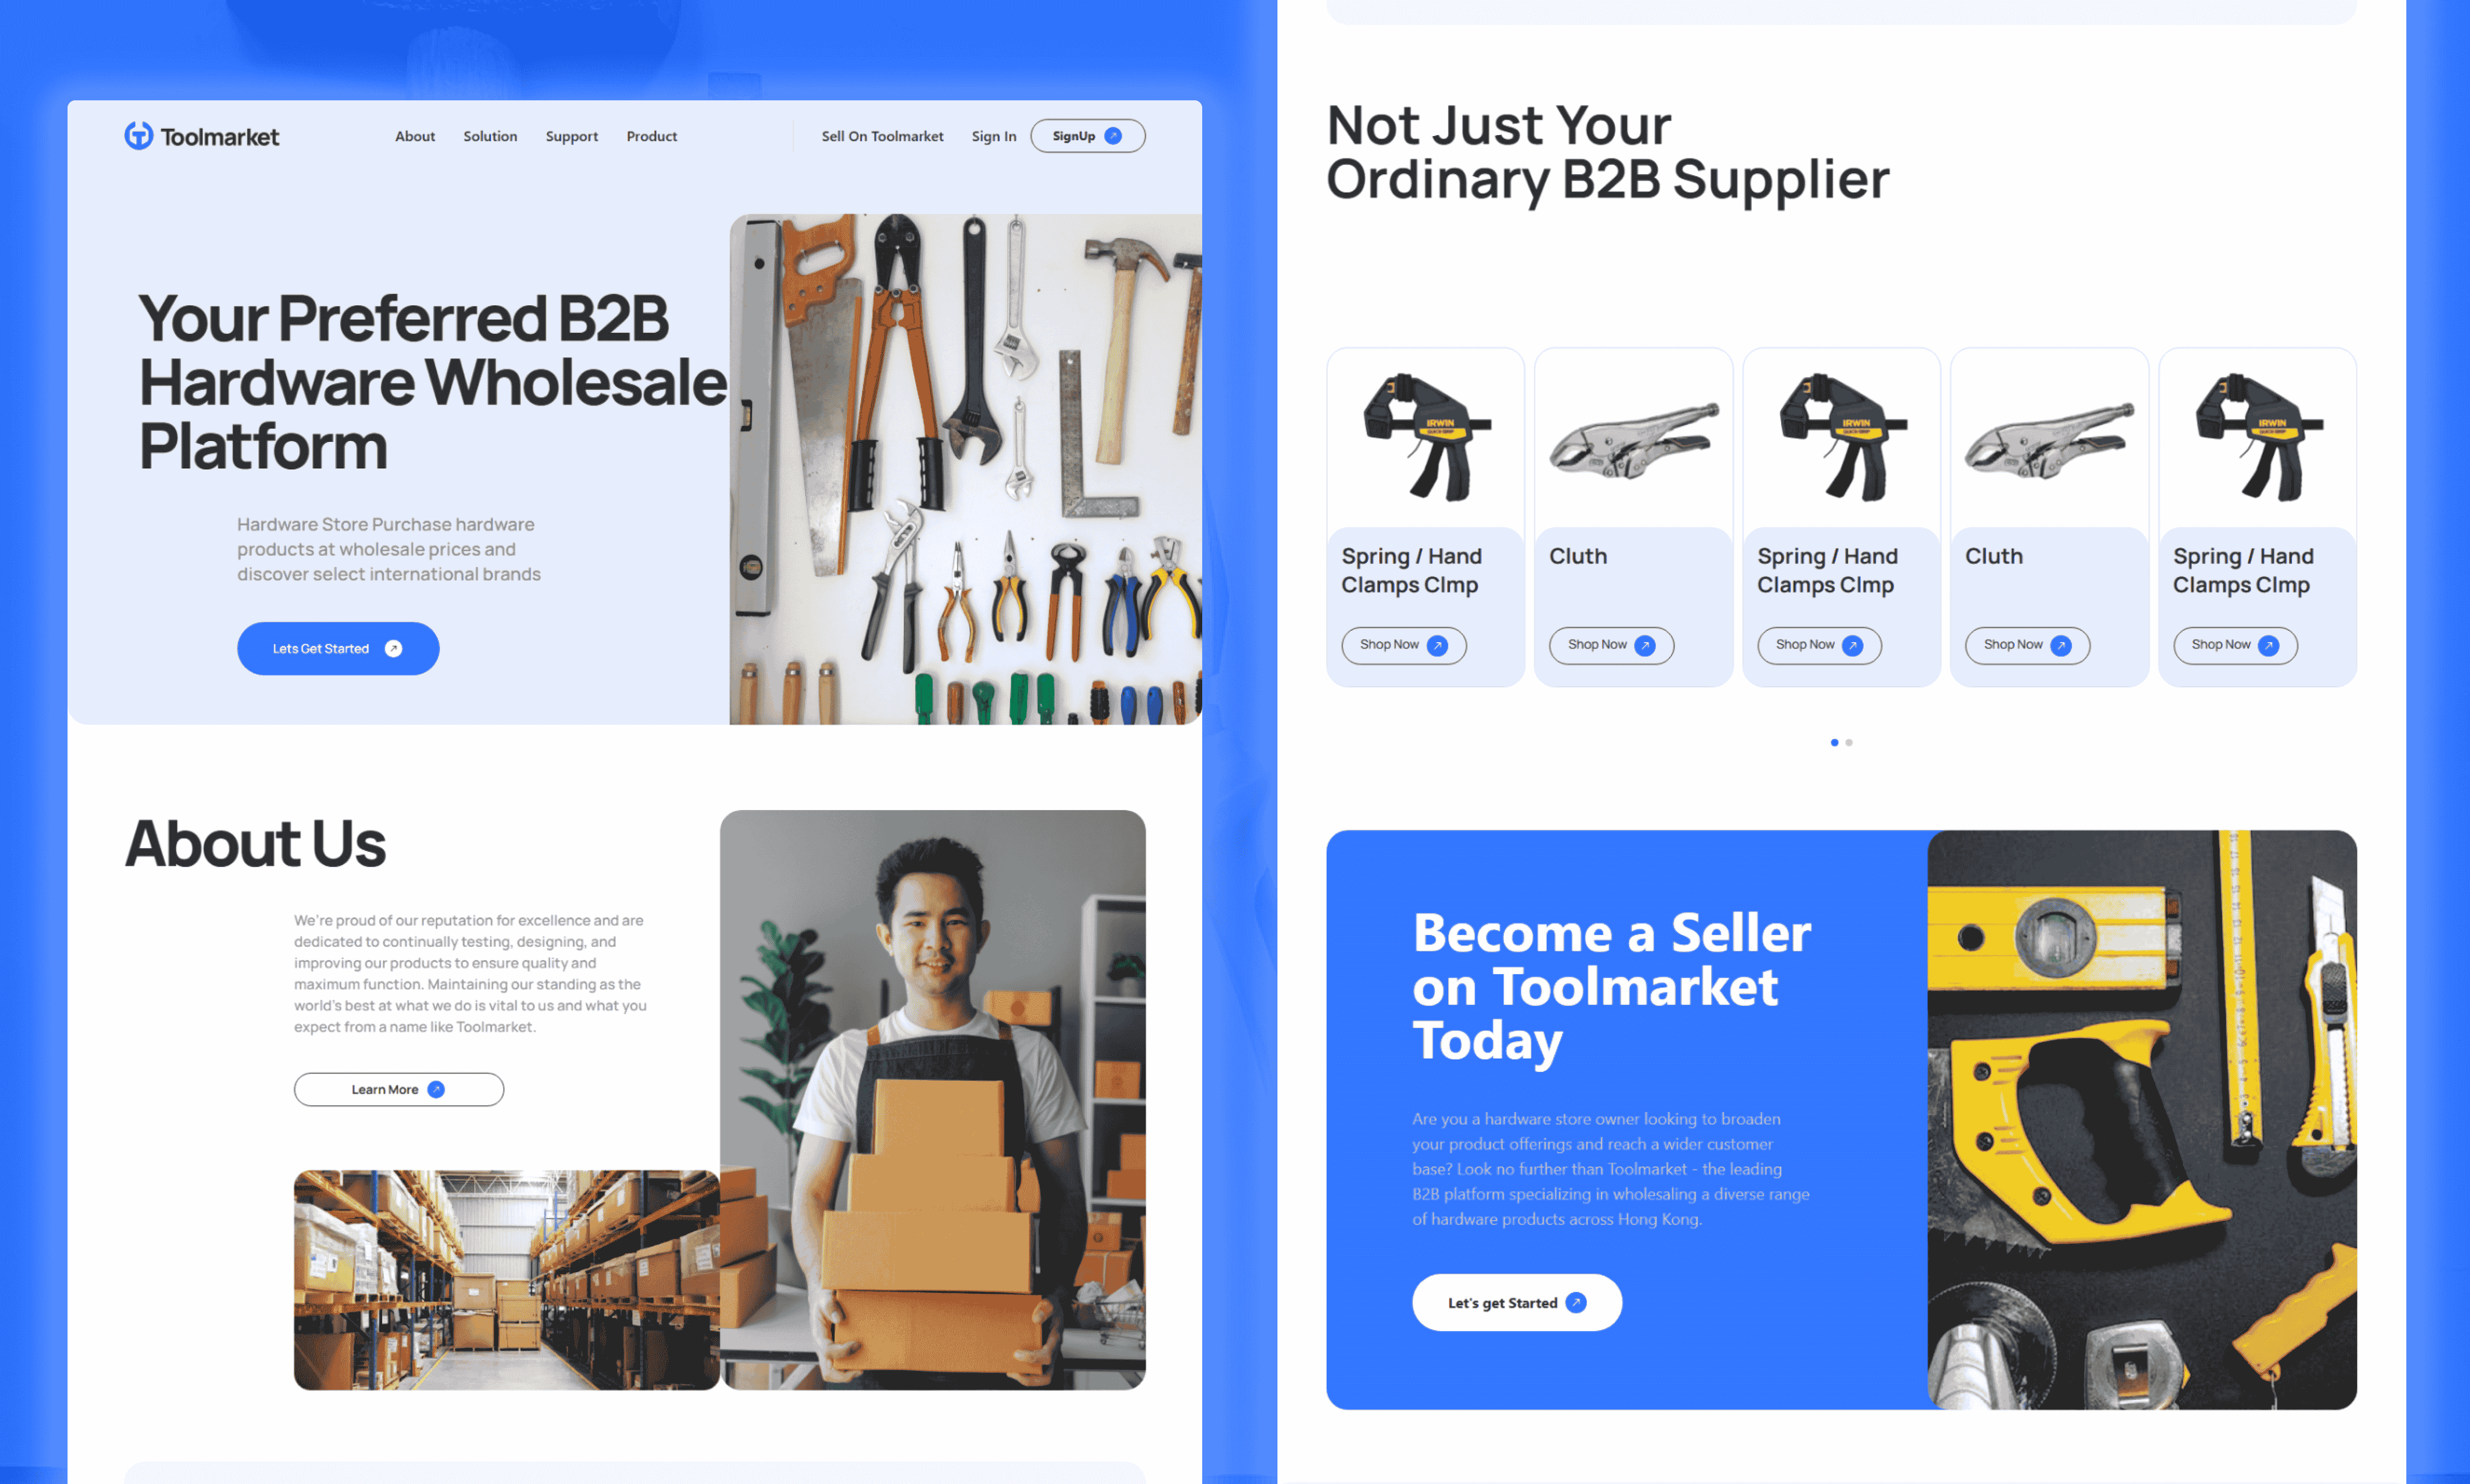 Toolmarket
About
Solution
Support
Product
Sell On Toolmarket
Sign In
SignUp
Your Preferred B2B
Hardware Wholesale
Platform
Hardware Store Purchase hardware
products at wholesale prices and
discover select international brands
Lets Get Started
About Us
We're proud of our reputation for excellence and are
dedicated to continually testing, designing, and
improving our products to ensure quality and
maximum function. Maintaining our standing as the
world's best at what we do is vital to us and what you
expect from a name like Toolmarket.
Learn More
Not Just Your
Ordinary B2B Supplier
IRWIN
QUICK-GRIP
Spring / Hand
Clamps Clmp
Shop Now
Cluth
Shop Now
IRWIN
QUICK-GRIP
Spring / Hand
Clamps Clmp
Shop Now
Cluth
Shop Now
IRWIN
QUICK-GRIP
Spring / Hand
Clamps Clmp
Shop Now
Become a Seller
on Toolmarket
Today
Are you a hardware store owner looking to broaden
your product offerings and reach a wider customer
base? Look no further than Toolmarket - the leading
B2B platform specializing in wholesaling a diverse range
of hardware products across Hong Kong.
Let's get Started